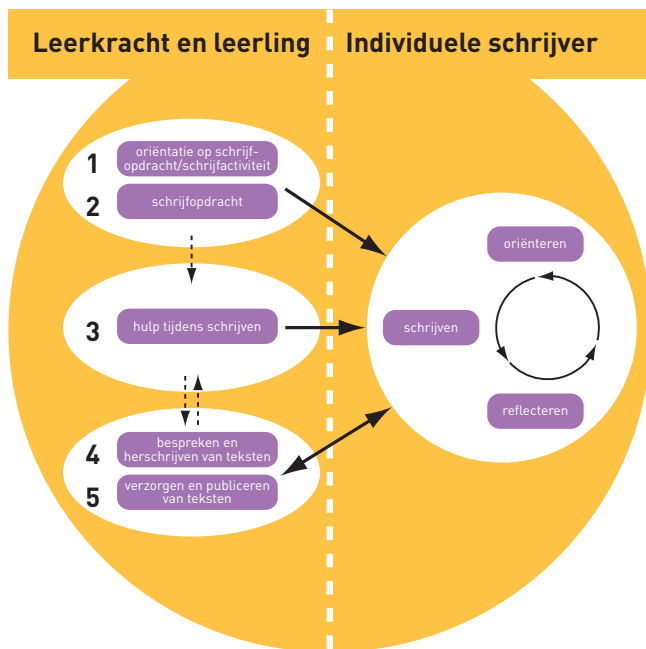 Leerkracht en leerling
Individuele schrijver
1
oriëntatie op schrijf-
opdracht/schrijfactiviteit
2
schrijfopdracht
3
hulp tijdens schrijven
4
bespreken en
herschrijven van teksten
5
verzorgen en publiceren
van teksten
oriënteren
schrijven
reflecteren